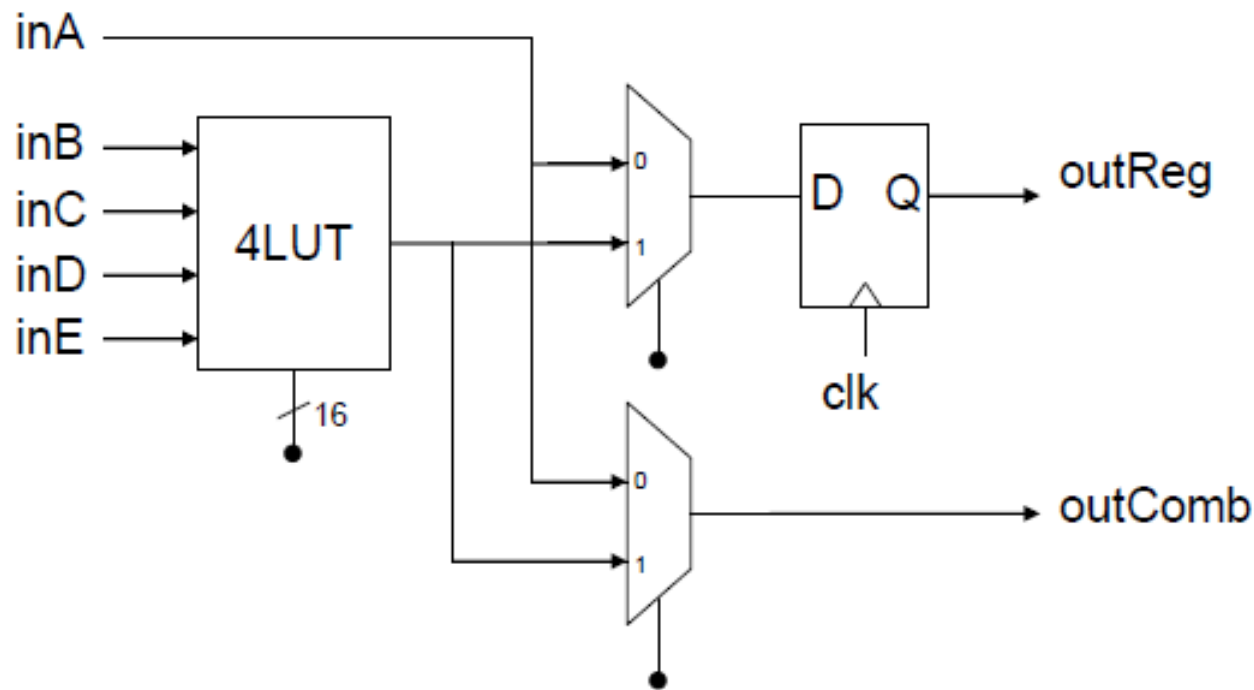 inA
inB
inC
inD
inE
4LUT
16
0
1
D Q
clk
outReg
0
1
outComb